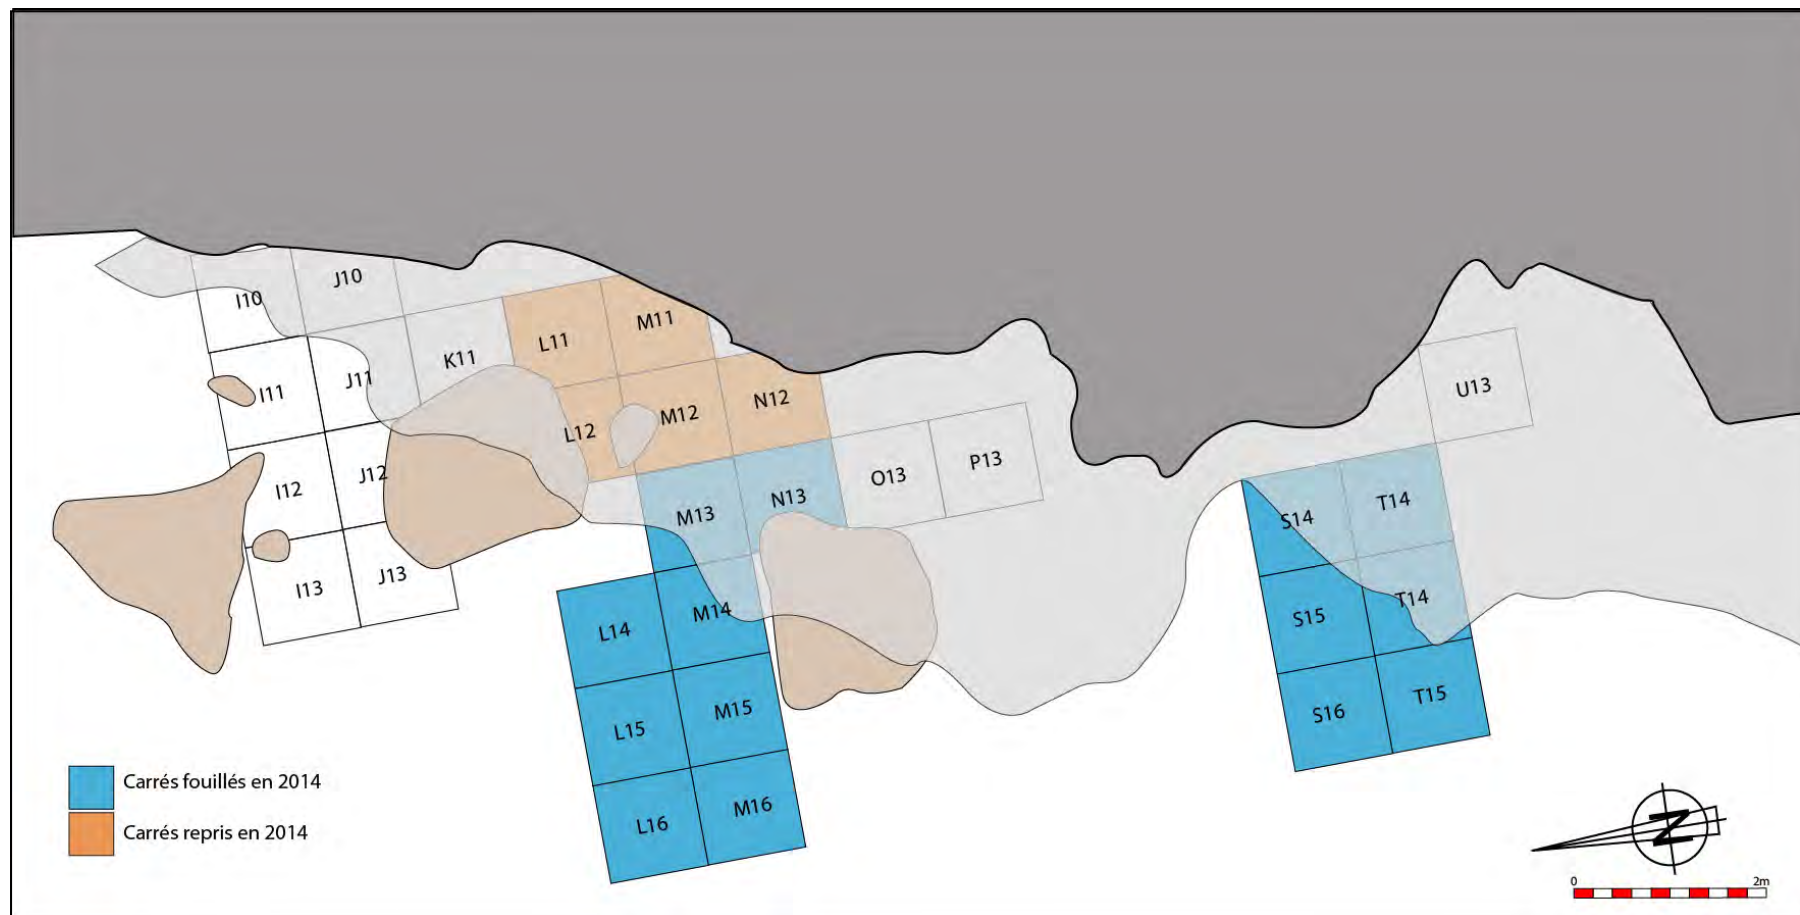 J10
I10
M11
L11
K11
J11
I11
N12
M12
L12
J12
I12
U13
P13
O13
N13
M13
J13
I13
T14
S14
T14
S15
M14
L14
T15
S16
M15
L15
M16
L16
Carrés fouillés en 2014
Carrés repris en 2014
N
0
2m